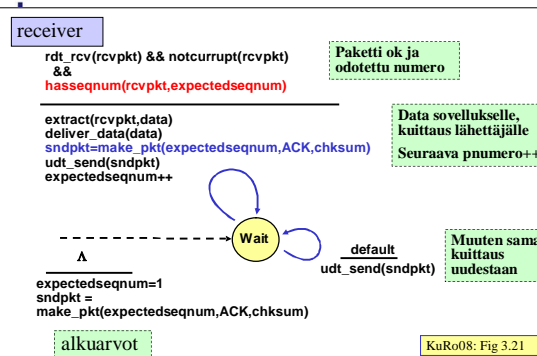 receiver
rdt_rcv(rcvpkt) && notcurrupt(rcvpkt)
&&
hasseqnum(rcvpkt,expectedseqnum)
Paketti ok ja
odotettu numero
extract(rcvpkt,data)
deliver_data(data)
sndpkt=make_pkt(expectedseqnum,ACK,chksum)
udt_send(sndpkt)
expectedseqnum++
Data sovellukselle,
kuittaus lähettäjälle
Seuraava pnumero++
Wait
default
udt_send(sndpkt)
Muuten sama
kuittaus
uudestaan
Λ
expectedseqnum=1
sndpkt =
make_pkt(expectedseqnum,ACK,chksum)
alkuarvot
KuRo08: Fig 3.21